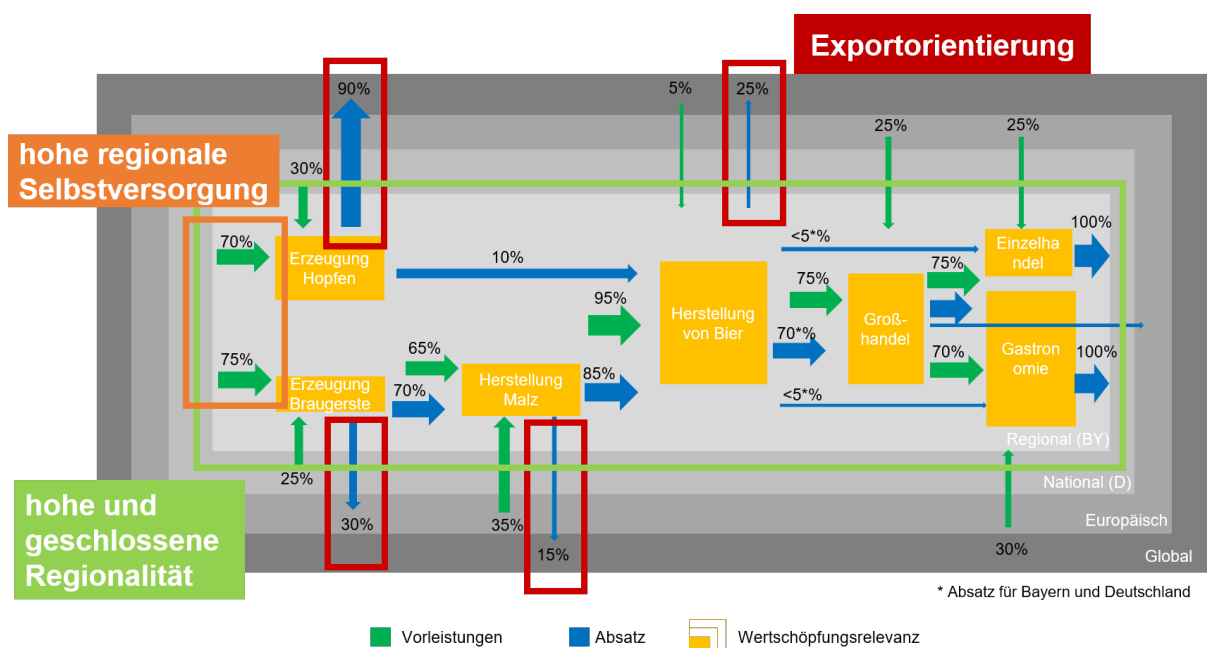 Exportorientierung
90%
5%
25%
25%
25%
hohe regionale
Selbstversorgung
30%
70%
Erzeugung
Hopfen
10%
<5*%
Einzelha
ndel
100%
75%
75%
95%
Herstellung
von Bier
Groß-
handel
70*%
Gastron
omie
100%
70%
75%
Erzeugung
Braugerste
65%
70%
Herstellung
Malz
85%
<5*%
Regional (BY)
25%
National (D)
hohe und
geschlossene
Regionalität
30%
35%
15%
Europäisch
30%
Global
* Absatz für Bayern und Deutschland
Vorleistungen
Absatz
Wertschöpfungsrelevanz